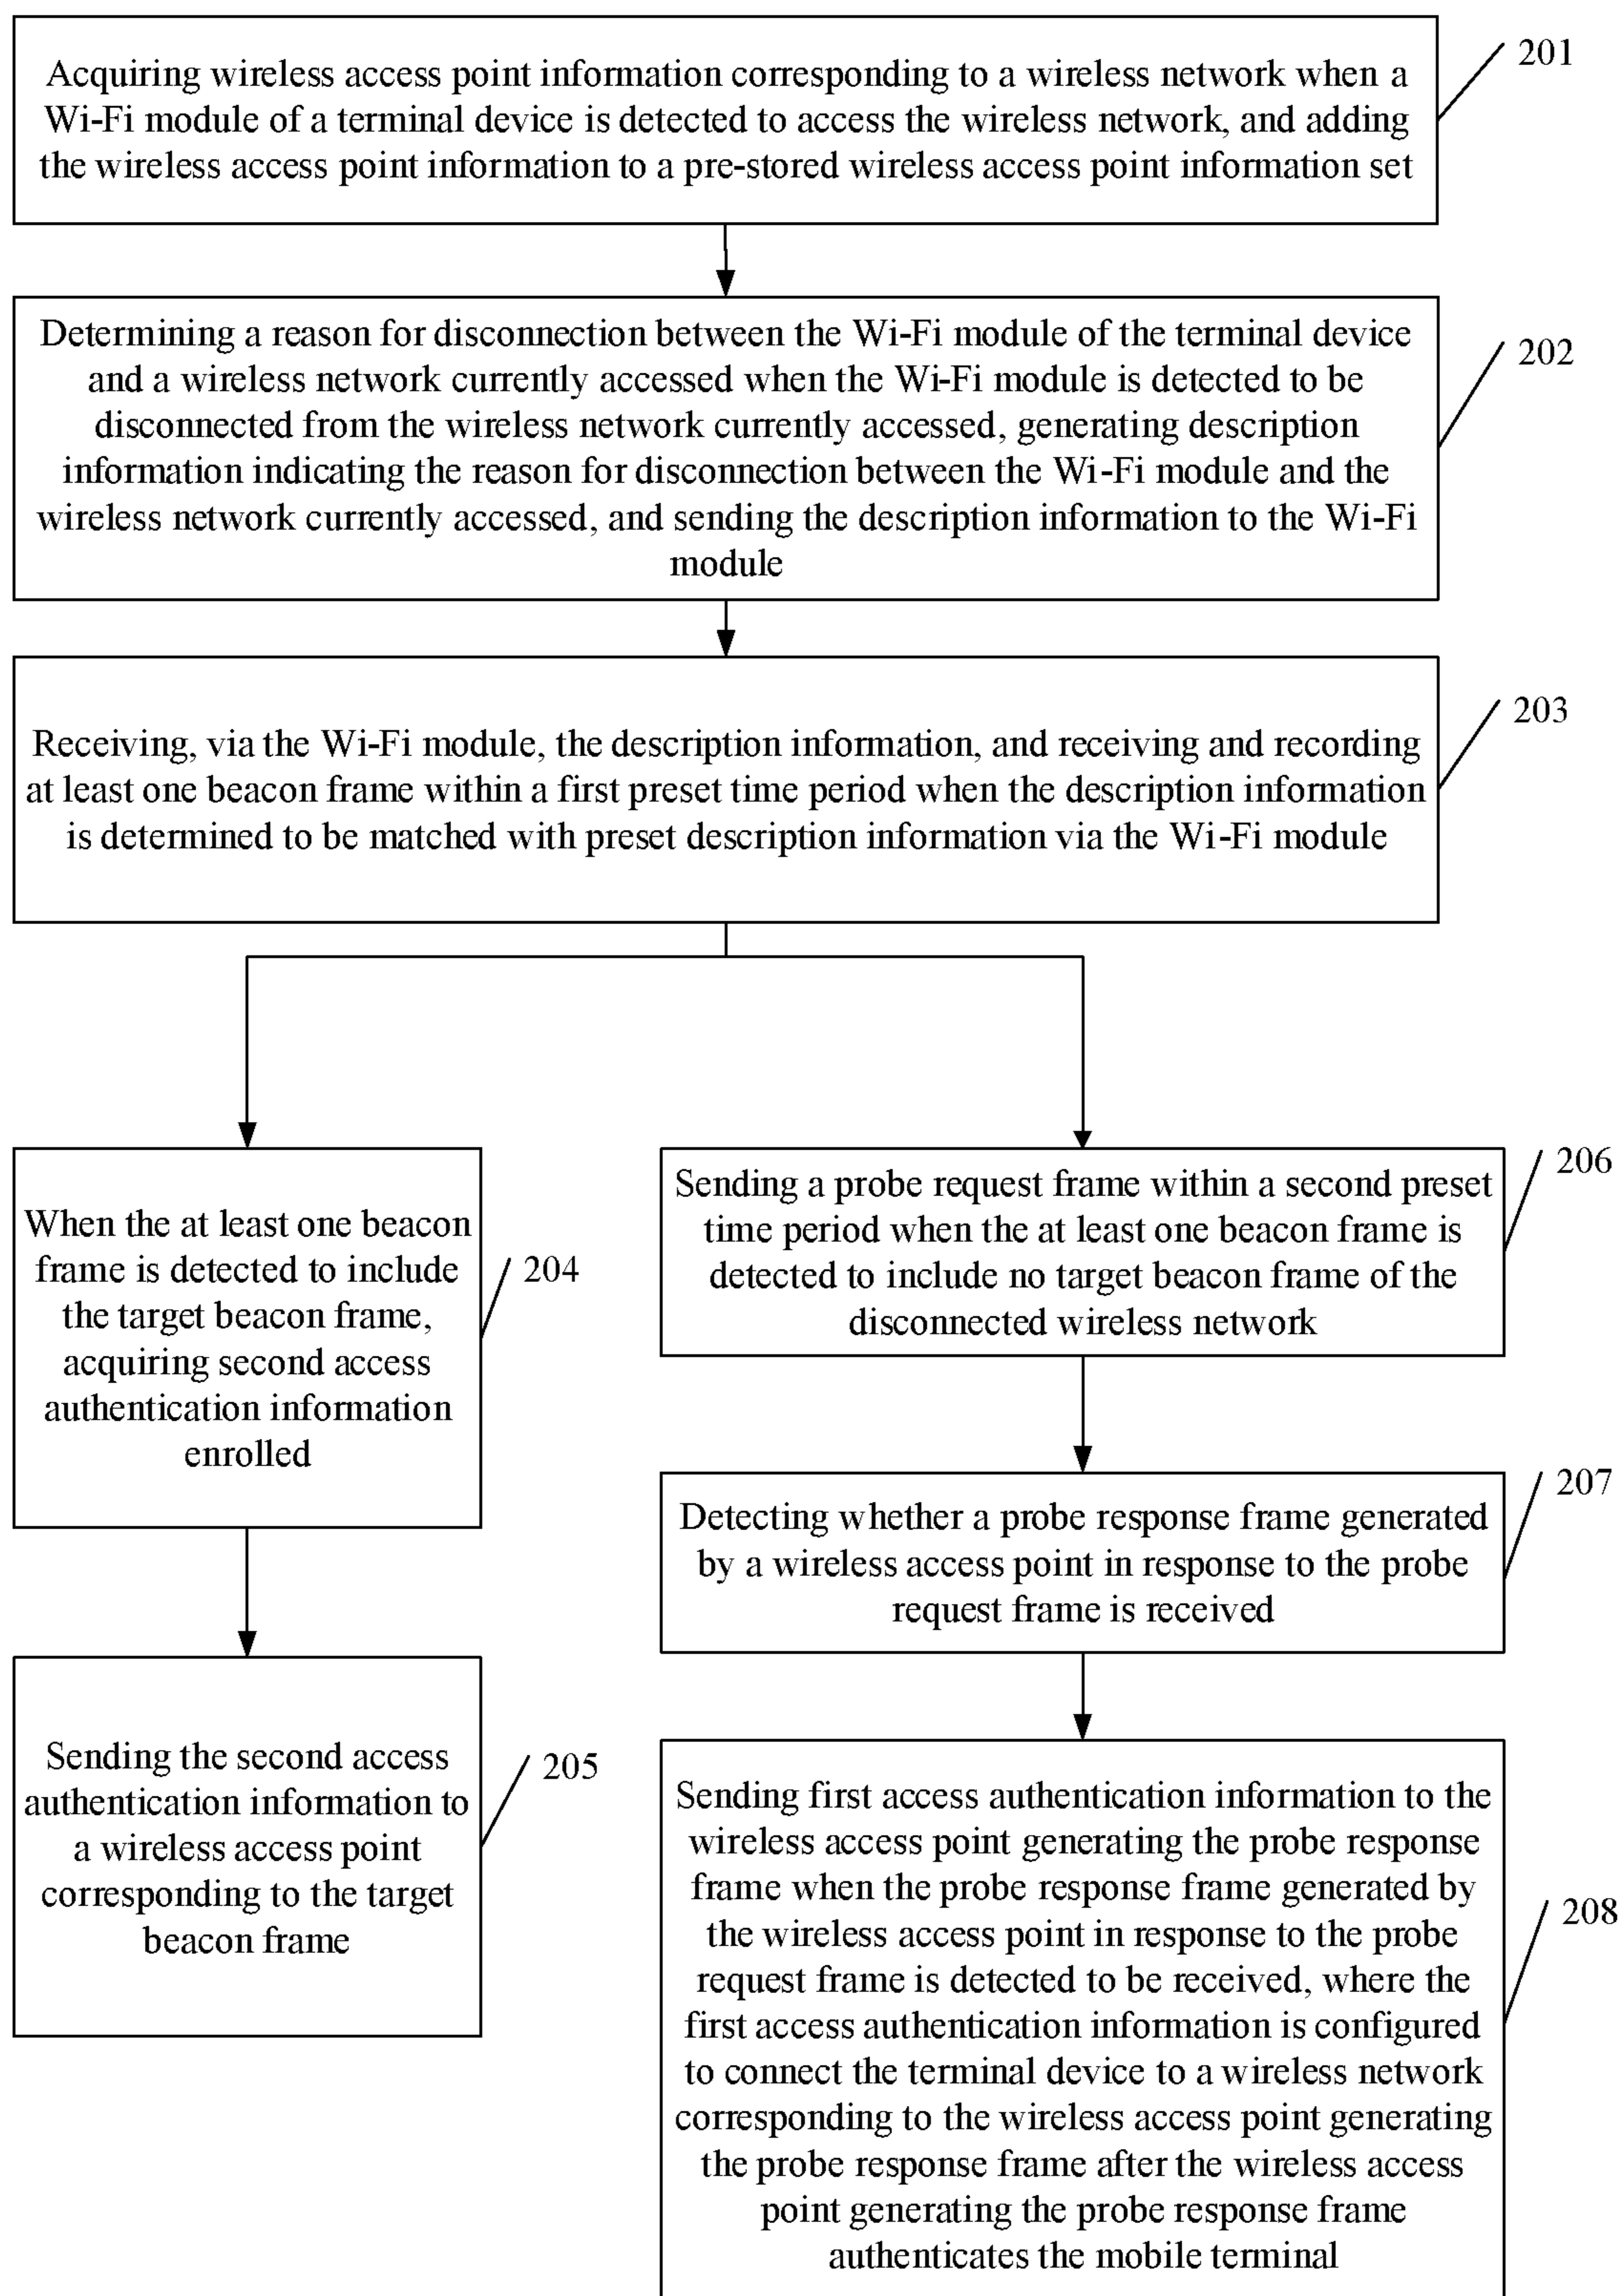 Acquiring wireless access point information corresponding to a wireless network when a
Wi-Fi module of a terminal device is detected to access the wireless network, and adding
the wireless access point information to a pre-stored wireless access point information set
201
Determining a reason for disconnection between the Wi-Fi module of the terminal device
and a wireless network currently accessed when the Wi-Fi module is detected to be
disconnected from the wireless network currently accessed, generating description
information indicating the reason for disconnection between the Wi-Fi module and the
wireless network currently accessed, and sending the description information to the Wi-Fi
module
202
Receiving, via the Wi-Fi module, the description information, and receiving and recording
at least one beacon frame within a first preset time period when the description information
is determined to be matched with preset description information via the Wi-Fi module
203
When the at least one beacon
frame is detected to include
the target beacon frame,
acquiring second access
authentication information
enrolled
204
Sending the second access
authentication information to
a wireless access point
corresponding to the target
beacon frame
205
Sending a probe request frame within a second preset
time period when the at least one beacon frame is
detected to include no target beacon frame of the
disconnected wireless network
206
Detecting whether a probe response frame generated
by a wireless access point in response to the probe
request frame is received
207
Sending first access authentication information to the
wireless access point generating the probe response
frame when the probe response frame generated by
the wireless access point in response to the probe
request frame is detected to be received, where the
first access authentication information is configured
to connect the terminal device to a wireless network
corresponding to the wireless access point generating
the probe response frame after the wireless access
point generating the probe response frame
authenticates the mobile terminal
208